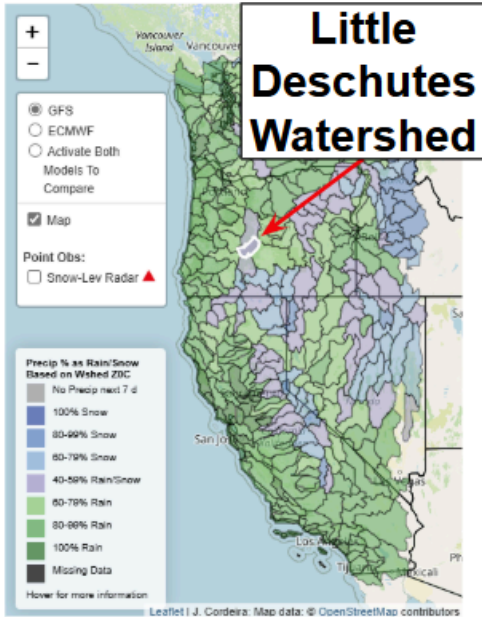 Little
Deschutes
Watershed
Vancouver
Island
Vancouver
+
−
GFS
ECMWF
Activate Both
Models To
Compare
Map
Point Obs:
Snow-Lev Radar
Precip % as Rain/Snow
Based on Wshed Z0C
No Precip next 7 d
100% Snow
80-99% Snow
60-79% Snow
40-59% Rain/Snow
60-79% Rain
80-99% Rain
100% Rain
Missing Data
Hover for more information
San Jo
Los A
Mexicali
Leaflet | J. Cordeira: Map data: © OpenStreetMap contributors